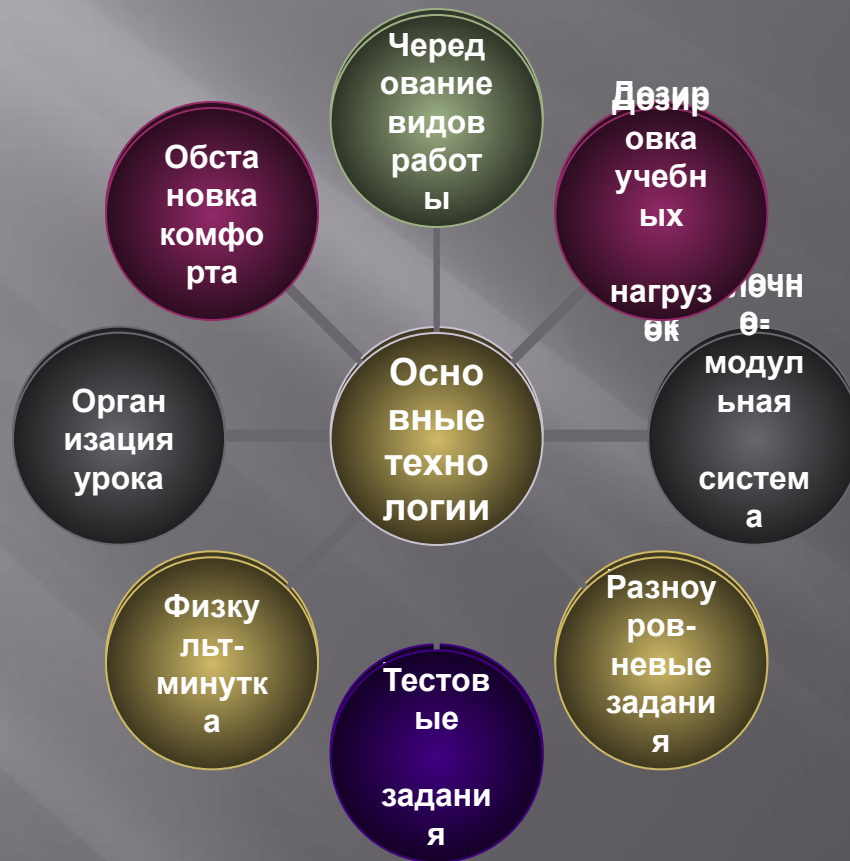 Черед
ование
видов
работ
ы
Дозир
овка
учебн
ых
нагруз
ок
модул
ьная
систем
а
Разноу
ров-
невые
задани
я
Тестов
ые
задани
я
Физку
льт-
минутк
а
Орган
изация
урока
Обста
новка
комфо
рта
Осно
вные
техно
логии